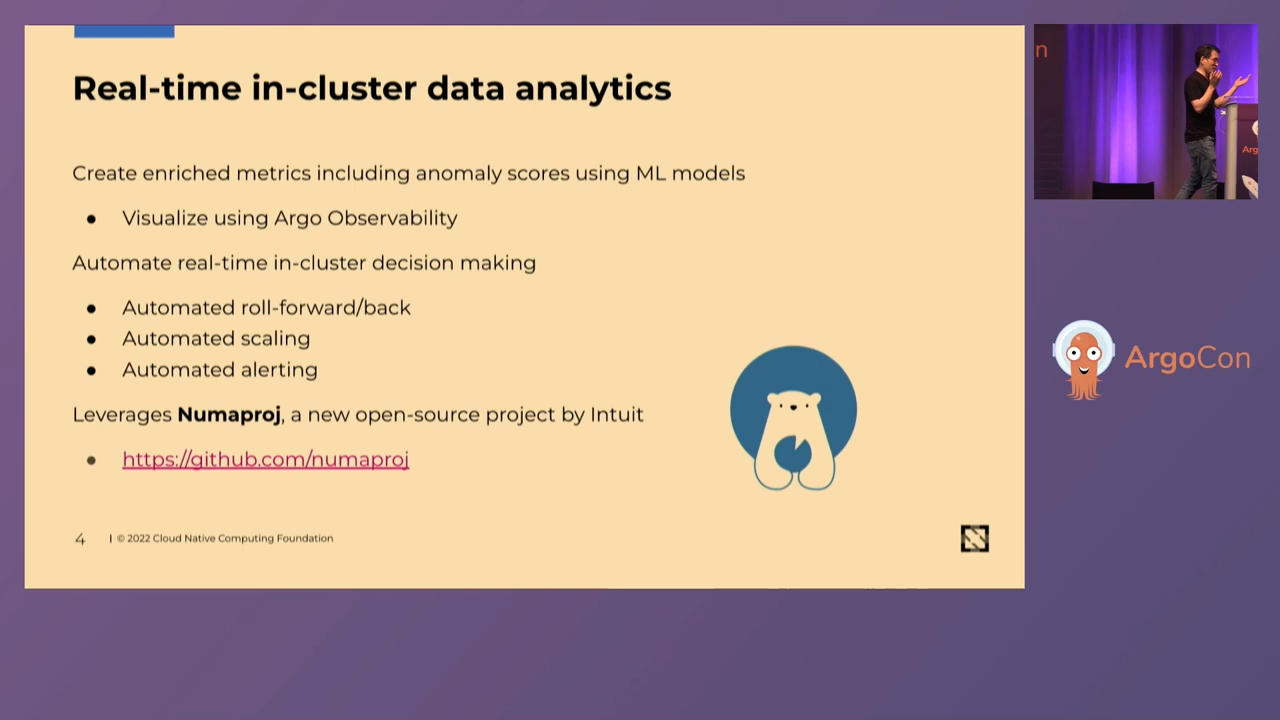 Real-time in-cluster data analytics
Create enriched metrics including anomaly scores using ML models
● Visualize using Argo Observability
Automate real-time in-cluster decision making
● Automated roll-forward/back
● Automated scaling
● Automated alerting
Leverages Numaproj, a new open-source project by Intuit
● https://github.com/numaproj
4 | © 2022 Cloud Native Computing Foundation
n
Arg
ArgoCon